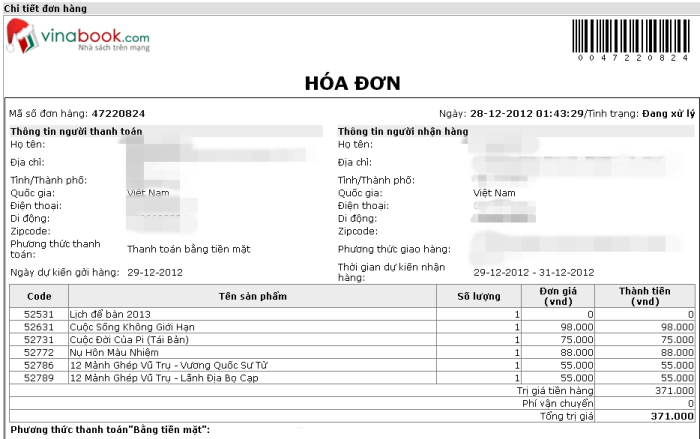 Chi tiết đơn hàng
vinabook.com
Nhà sách trên mạng
0047220824
HÓA ĐƠN
Mã số đơn hàng: 47220824
Ngày: 28-12-2012 01:43:29/Tình trạng: Đang xử lý
Thông tin người thanh toán
Họ tên:
Địa chỉ:
Tỉnh/Thành phố:
Quốc gia: Việt Nam
Điện thoại:
Di động:
Zipcode:
Phương thức thanh toán: Thanh toán bằng tiền mặt
Ngày dự kiến gởi hàng: 29-12-2012
Thông tin người nhận hàng
Họ tên:
Địa chỉ:
Tỉnh/Thành phố:
Quốc gia: Việt Nam
Điện thoại:
Di động:
Zipcode:
Phương thức giao hàng:
Thời gian dự kiến nhận hàng: 29-12-2012 - 31-12-2012
Code Tên sản phẩm Số lượng Đơn giá (vnd) Thành tiền (vnd)
52531 Lịch để bàn 2013 1 0 0
52631 Cuộc Sống Không Giới Hạn 1 98.000 98.000
52731 Cuộc Đời Của Pi (Tái Bản) 1 75.000 75.000
52772 Nụ Hôn Màu Nhiệm 1 88.000 88.000
52786 12 Mảnh Ghép Vũ Trụ - Vương Quốc Sư Tử 1 55.000 55.000
52789 12 Mảnh Ghép Vũ Trụ - Lãnh Địa Bọ Cạp 1 55.000 55.000
Trị giá tiền hàng 371.000
Phí vận chuyển 0
Tổng trị giá 371.000
Phương thức thanh toán"Bằng tiền mặt":